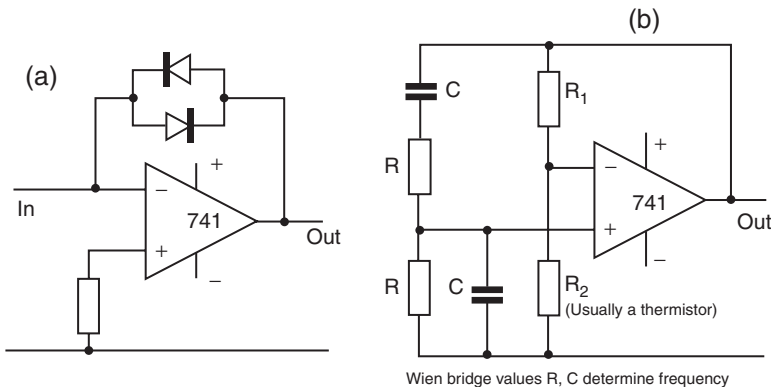 (a)
In
−
+
741
+
−
Out
(b)
C
R
R
C
R1
R2
(Usually a thermistor)
−
+
741
+
−
Out
Wien bridge values R, C determine frequency